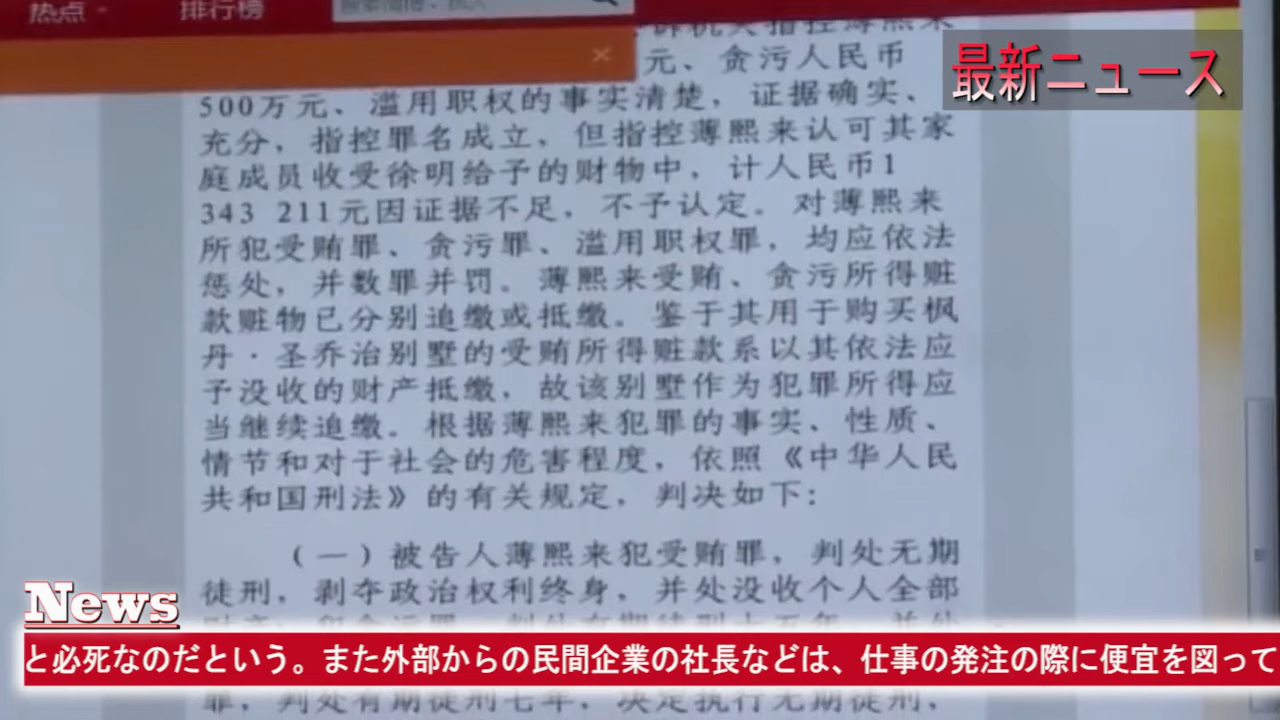 热点
排行榜
最新ニュース
元、贪污人民币
500万元、滥用职权的事实清楚，证据确实、
充分，指控罪名成立，但指控薄熙来认可其家
庭成员收受徐明给予的财物中，计人民币1
343 211元因证据不足，不予认定。对薄熙来
所犯受贿罪、贪污罪、滥用职权罪，均应依法
惩处，并数罪并罚。薄熙来受贿、贪污所得赃
款赃物已分别追缴或抵缴。鉴于其用于购买枫
丹·圣乔治别墅的受贿所得赃款系以其依法应
予没收的财产抵缴，故该别墅作为犯罪所得应
当继续追缴。根据薄熙来犯罪的事实、性质、
情节和对于社会的危害程度，依照《中华人民
共和国刑法》的有关规定，判决如下：
（一）被告人薄熙来犯受贿罪，判处无期
徒刑，剥夺政治权利终身，并处没收个人全部
News
と必死なのだという。また外部からの民間企業の社長などは、仕事の発注の際に便宜を図って
罪，判处有期徒刑七年，决定执行无期徒刑，